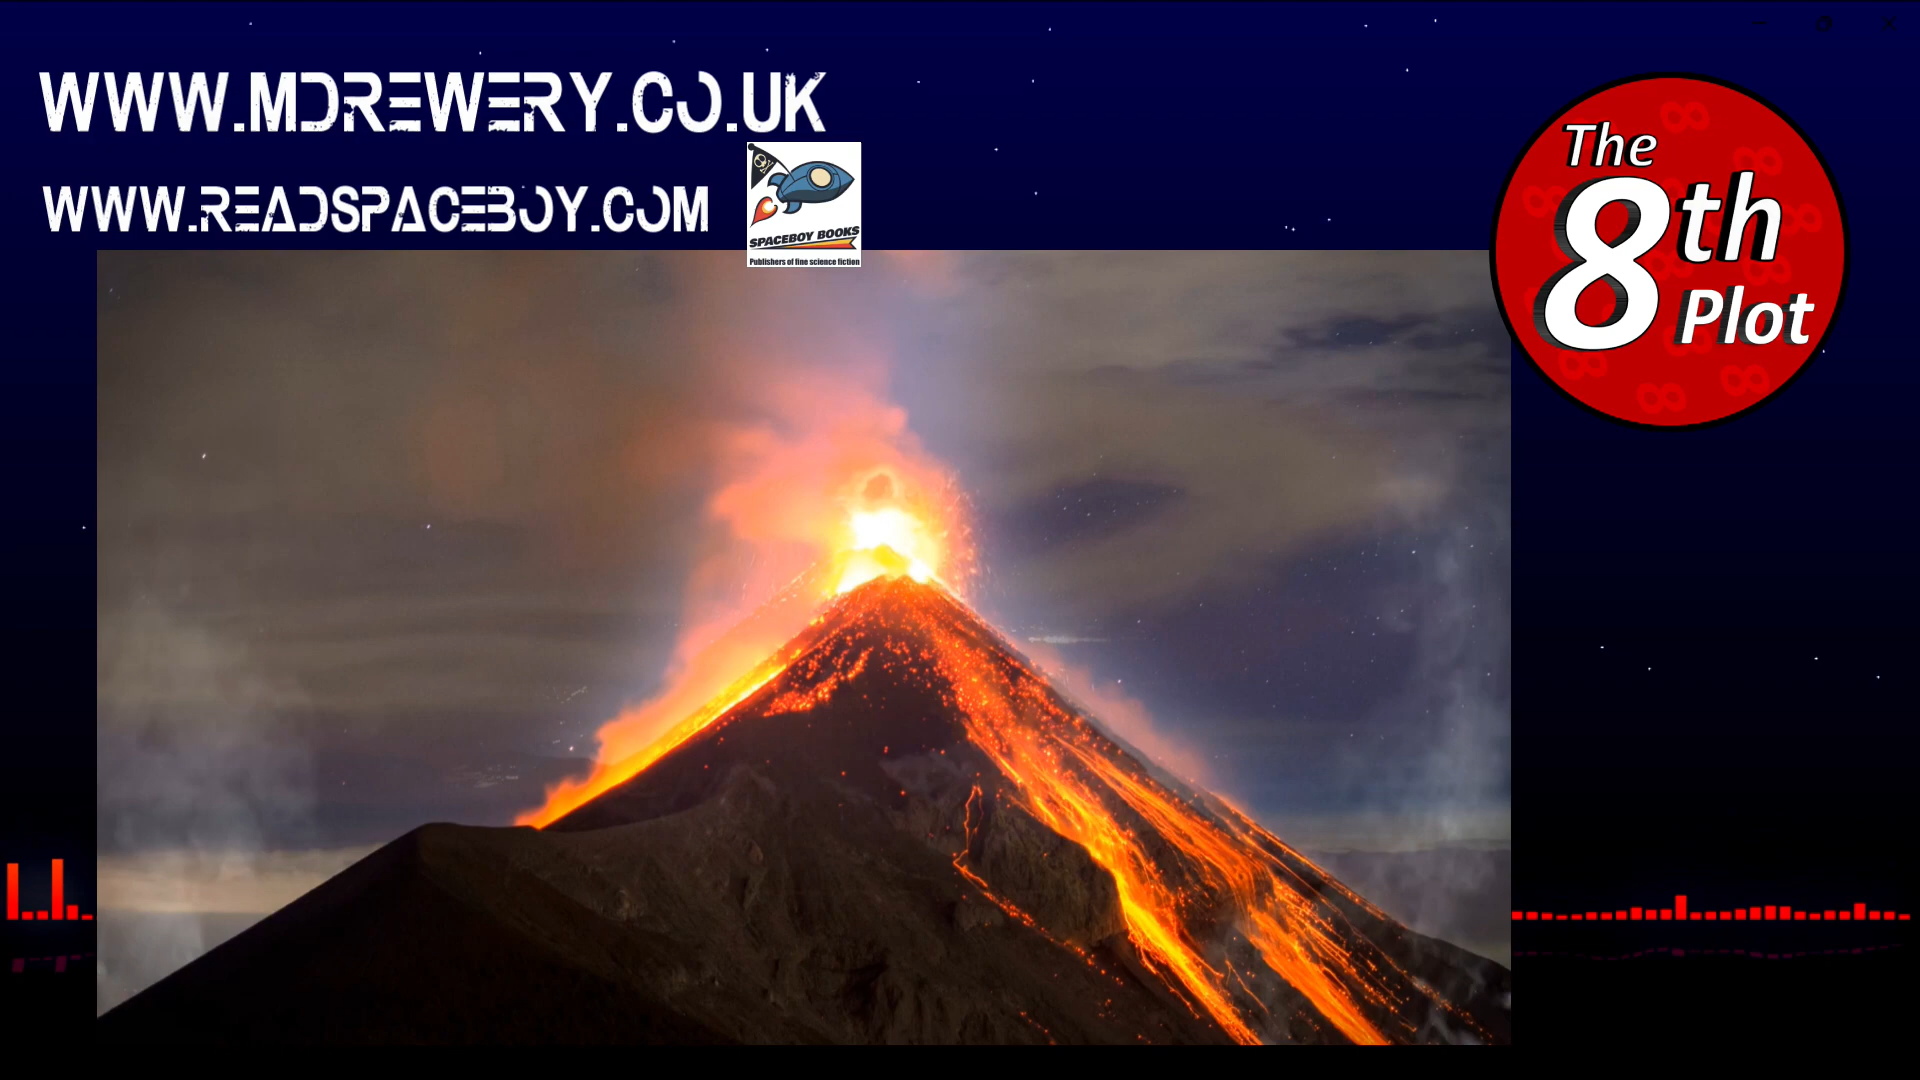 WWW.MDREWERY.CO.UK
WWW.READSPACEBOY.COM
SPACEBOY BOOKS
Publishers of fine science fiction
The
8th
Plot